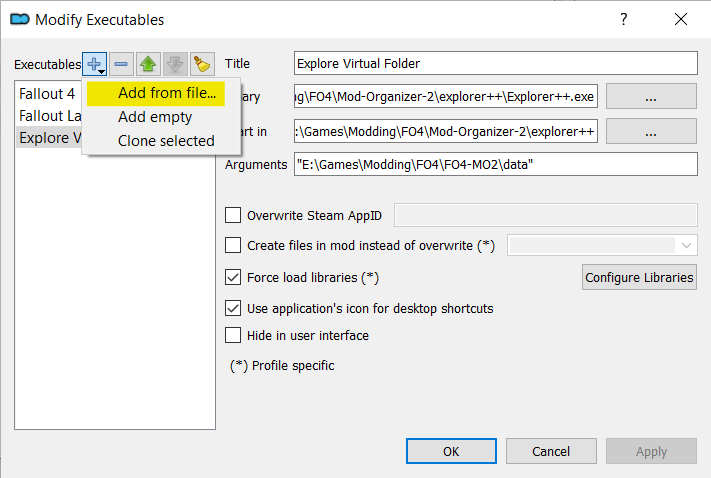 Modify Executables
?
Executables
Title
Explore Virtual Folder
Add from file...
Add empty
Clone selected
Fallout 4
Fallout La
Explore V
ary
ng\FO4\Mod-Organizer-2\explorer++\Explorer++.exe
...
art in
:\Games\Modding\FO4\Mod-Organizer-2\explorer++
...
Arguments
"E:\Games\Modding\FO4\FO4-MO2\data"
Overwrite Steam AppID
Create files in mod instead of overwrite (*)
Force load libraries (*)
Configure Libraries
Use application's icon for desktop shortcuts
Hide in user interface
(*) Profile specific
OK
Cancel
Apply